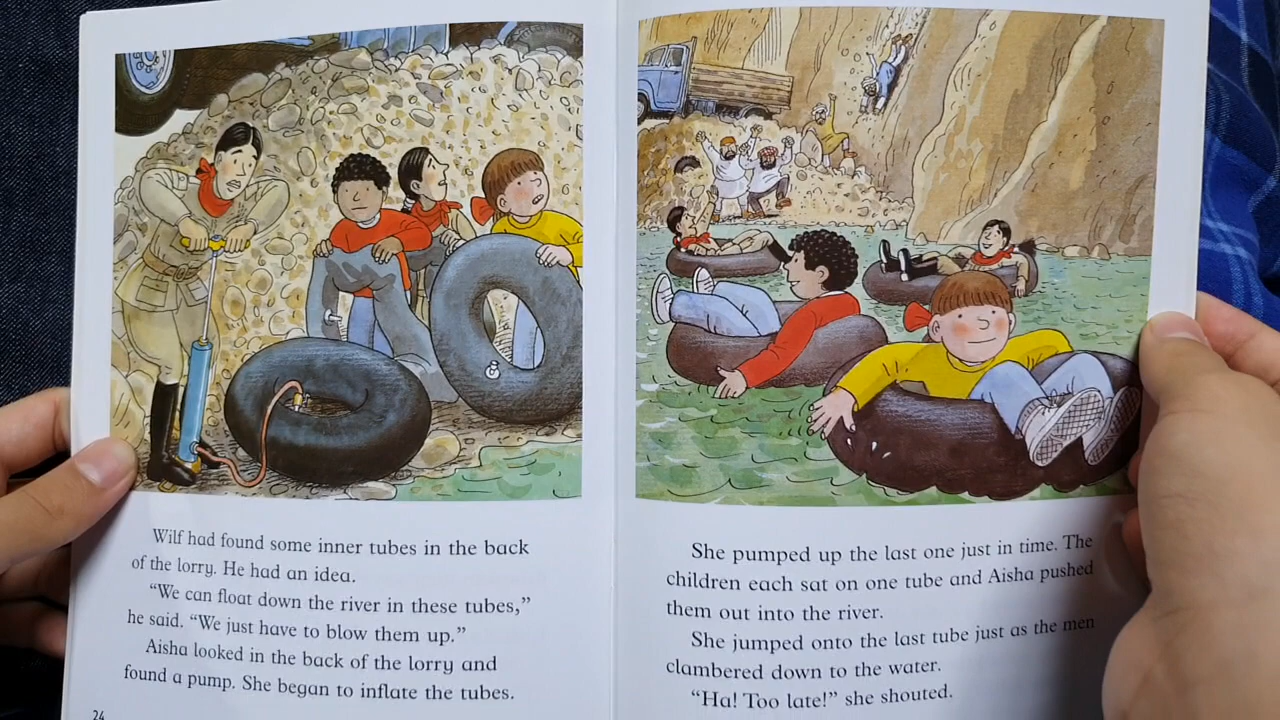 Wilf had found some inner tubes in the back
of the lorry. He had an idea.
“We can float down the river in these tubes,”
he said. “We just have to blow them up.”
Aisha looked in the back of the lorry and
found a pump. She began to inflate the tubes.
24
She pumped up the last one just in time. The
children each sat on one tube and Aisha pushed
them out into the river.
She jumped onto the last tube just as the men
clambered down to the water.
“Ha! Too late!” she shouted.